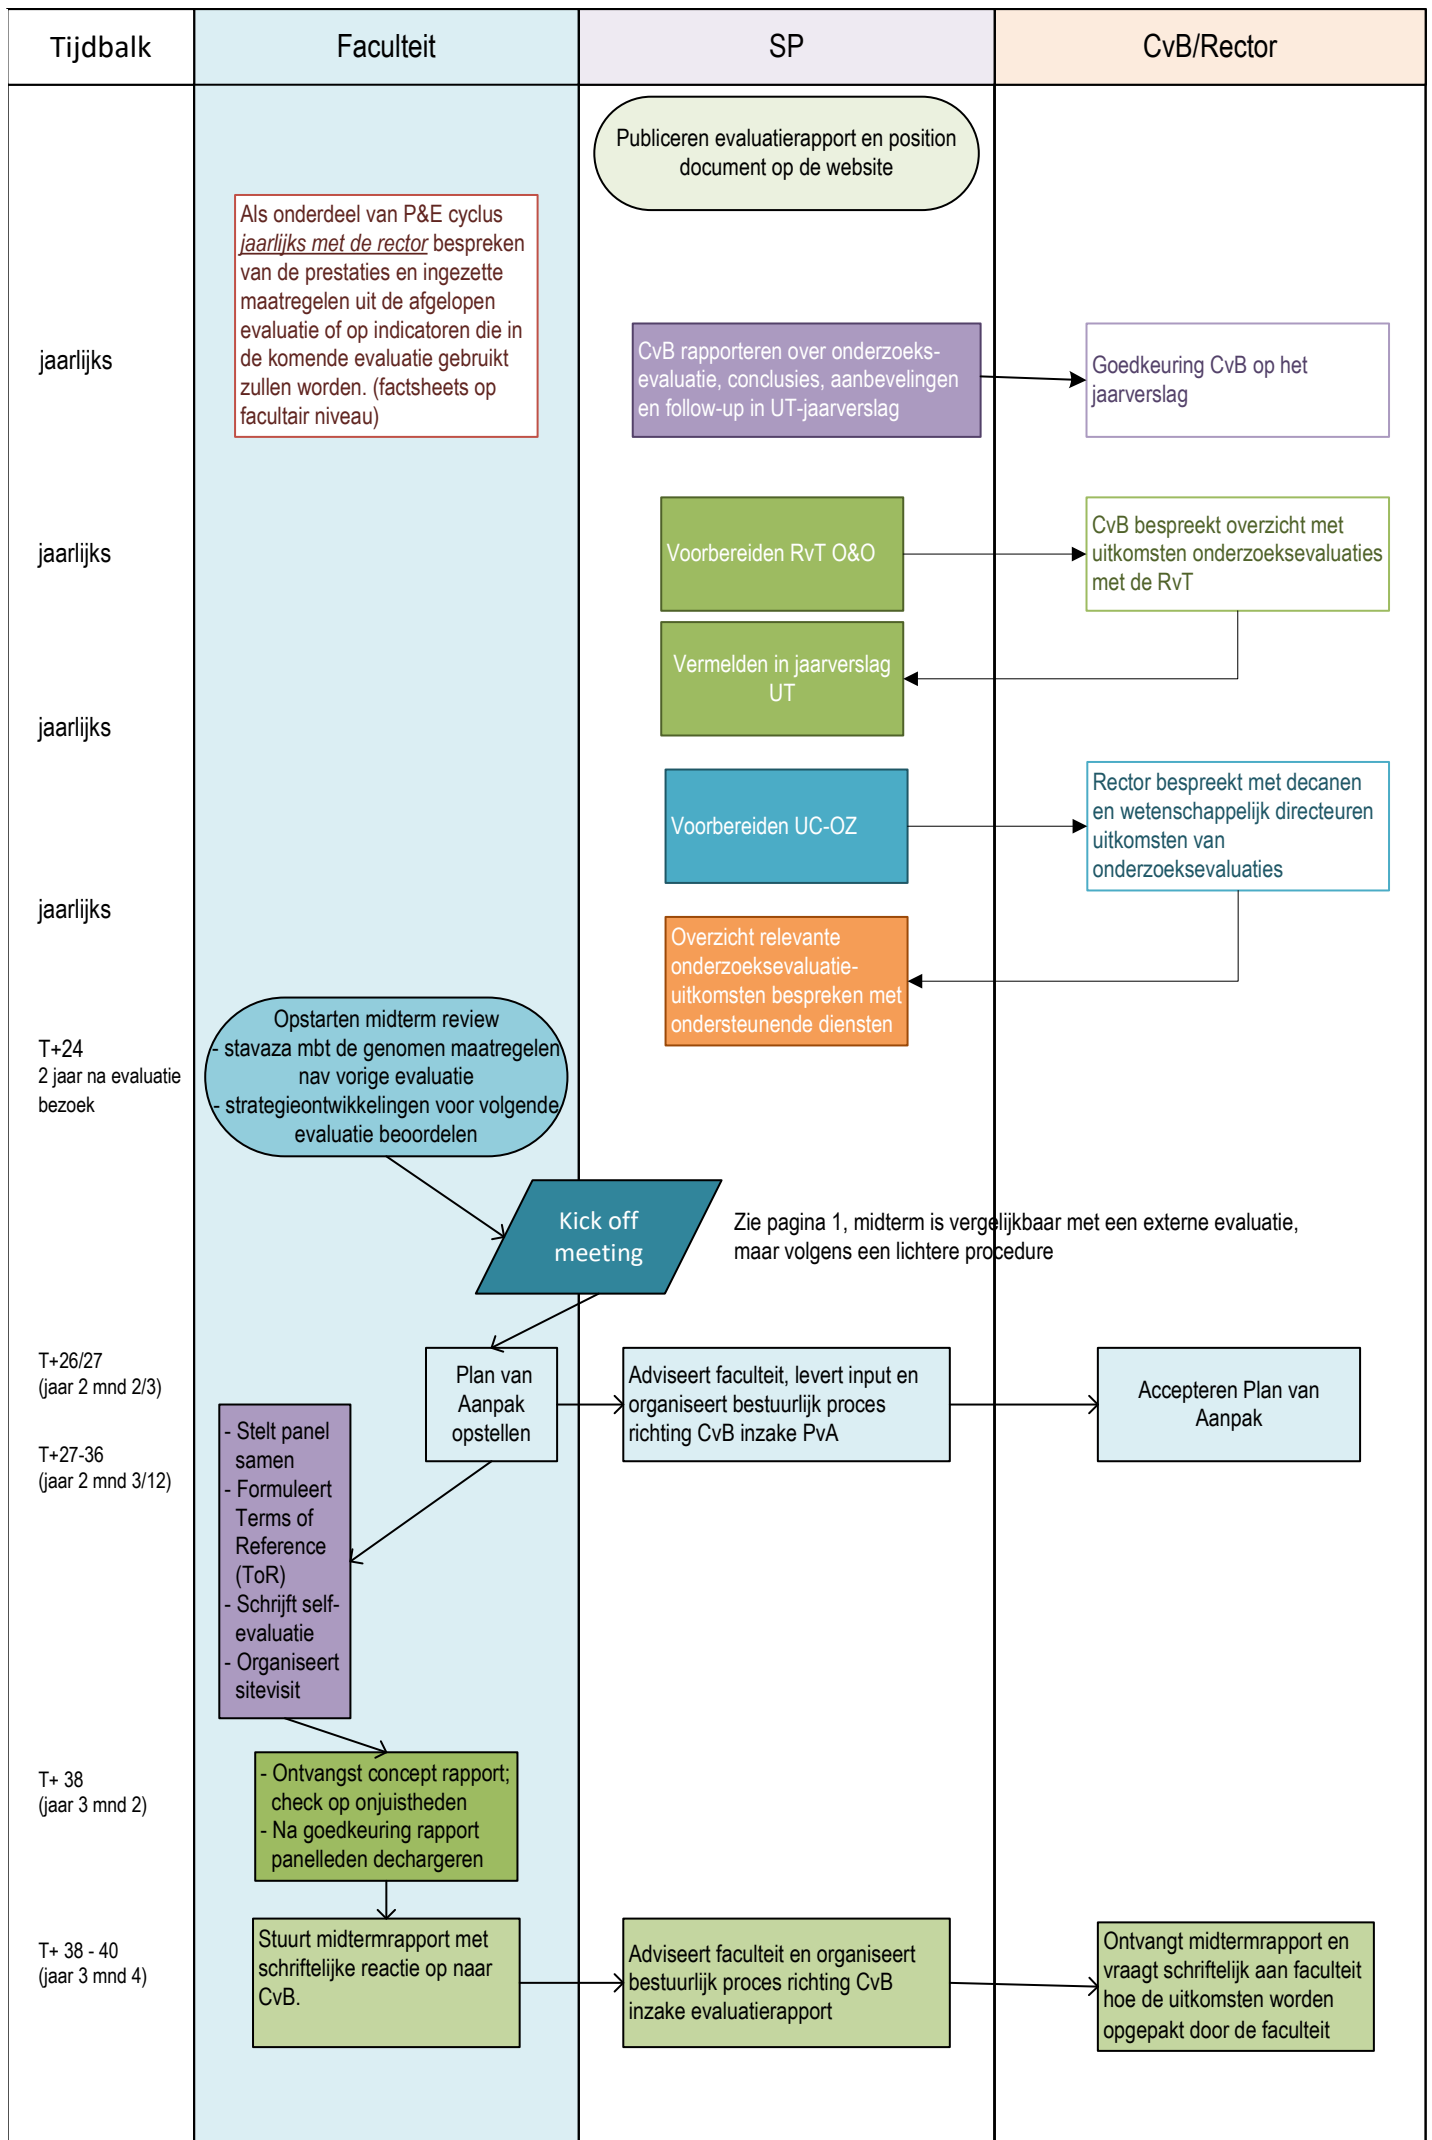 Tijdbalk
Faculteit
SP
CvB/Rector
Publiceren evaluatierapport en position
document op de website
Als onderdeel van P&E cyclus
jaarlijks met de rector bespreken
van de prestaties en ingezette
maatregelen uit de afgelopen
evaluatie of op indicatoren die in
de komende evaluatie gebruikt
zullen worden. (factsheets op
facultair niveau)
jaarlijks
CvB rapporteren over onderzoeks-
evaluatie, conclusies, aanbevelingen
en follow-up in UT-jaarverslag
Goedkeuring CvB op het
jaarverslag
jaarlijks
Voorbereiden RvT O&O
CvB bespreekt overzicht met
uitkomsten onderzoeksevaluaties
met de RvT
Vermelden in jaarverslag
UT
jaarlijks
Voorbereiden UC-OZ
Rector bespreekt met decanen
en wetenschappelijk directeuren
uitkomsten van
onderzoeksevaluaties
jaarlijks
Overzicht relevante
onderzoeksevaluatie-
uitkomsten bespreken met
ondersteunende diensten
T+24
2 jaar na evaluatie
bezoek
Opstarten midterm review
- stavaza mbt de genomen maatregelen
nav vorige evaluatie
- strategieontwikkelingen voor volgende
evaluatie beoordelen
Kick off
meeting
Zie pagina 1, midterm is vergelijkbaar met een externe evaluatie,
maar volgens een lichtere procedure
T+26/27
(jaar 2 mnd 2/3)
Plan van
Aanpak
opstellen
Adviseert faculteit, levert input en
organiseert bestuurlijk proces
richting CvB inzake PvA
Accepteren Plan van
Aanpak
T+27-36
(jaar 2 mnd 3/12)
- Stelt panel
samen
- Formuleert
Terms of
Reference
(ToR)
- Schrijft self-
evaluatie
- Organiseert
sitevisit
T+ 38
(jaar 3 mnd 2)
- Ontvangst concept rapport;
check op onjuistheden
- Na goedkeuring rapport
panelleden dechargeren
T+ 38 - 40
(jaar 3 mnd 4)
Stuurt midtermrapport met
schriftelijke reactie op naar
CvB.
Adviseert faculteit en organiseert
bestuurlijk proces richting CvB
inzake evaluatierapport
Ontvangt midtermrapport en
vraagt schriftelijk aan faculteit
hoe de uitkomsten worden
opgepakt door de faculteit